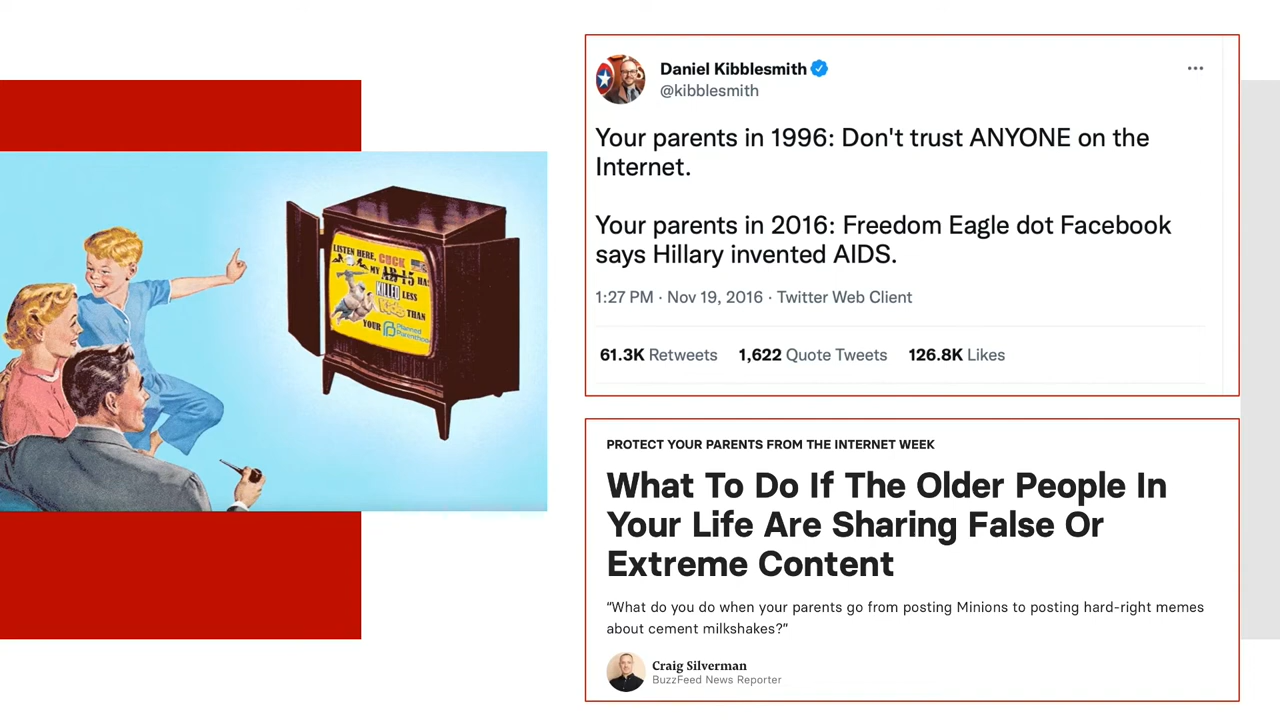 LISTEN HERE, CUCK
MY AR-15 HAS
KILLED LESS
KIDS THAN
YOUR Planned
Parenthood
Daniel Kibblesmith
@kibblesmith
Your parents in 1996: Don't trust ANYONE on the
Internet.
Your parents in 2016: Freedom Eagle dot Facebook
says Hillary invented AIDS.
1:27 PM · Nov 19, 2016 · Twitter Web Client
61.3K Retweets 1,622 Quote Tweets 126.8K Likes
PROTECT YOUR PARENTS FROM THE INTERNET WEEK
What To Do If The Older People In
Your Life Are Sharing False Or
Extreme Content
“What do you do when your parents go from posting Minions to posting hard-right memes
about cement milkshakes?”
Craig Silverman
BuzzFeed News Reporter